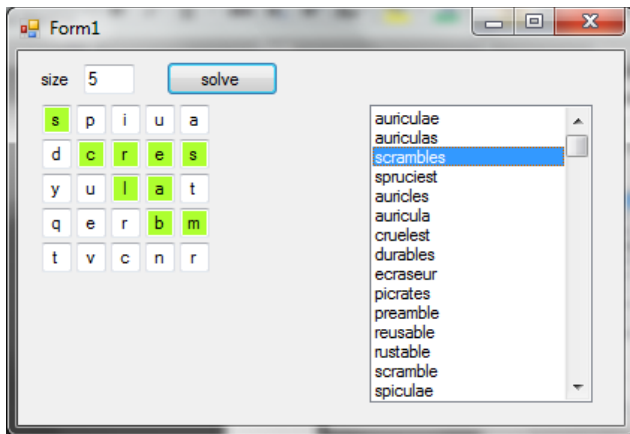 Form1
size 5 solve
s p i u a
d c r e s
y u l a t
q e r b m
t v c n r
auriculae
auriculas
scrambles
spruciest
auricles
auricula
cruelest
durables
ecraseur
picrates
preamble
reusable
rustable
scramble
spiculae